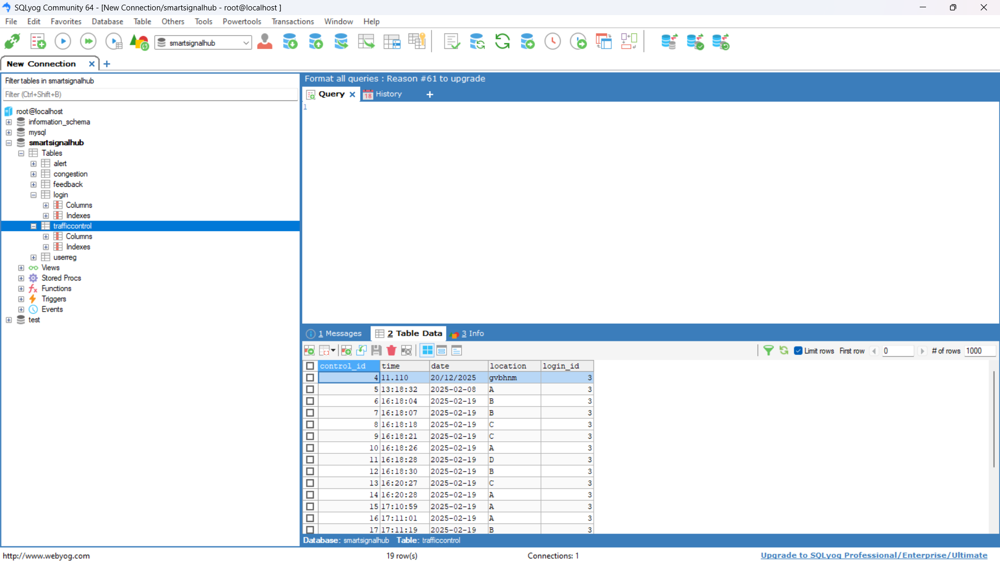 SQLyog Community 64 - [New Connection/smartsignalhub - root@localhost ]
File Edit Favorites Database Table Others Tools Powertools Transactions Window Help
smartsignalhub
New Connection
Filter tables in smartsignalhub
Filter (Ctrl+Shift+B)
root@localhost
information_schema
mysql
smartsignalhub
Tables
alert
congestion
feedback
login
Columns
Indexes
trafficcontrol
Columns
Indexes
userreg
Views
Stored Procs
Functions
Triggers
Events
test
Format all queries : Reason #61 to upgrade
Query 18 History
1
1 Messages 2 Table Data 3 Info
Limit rows First row 0 # of rows 1000
control_id time date location login_id
4 11.110 20/12/2025 gvbhnm 3
5 13:18:32 2025-02-08 A 3
6 16:18:04 2025-02-19 B 3
7 16:18:07 2025-02-19 B 3
8 16:18:18 2025-02-19 C 3
9 16:18:21 2025-02-19 C 3
10 16:18:26 2025-02-19 A 3
11 16:18:28 2025-02-19 D 3
12 16:18:30 2025-02-19 B 3
13 16:20:27 2025-02-19 C 3
14 16:20:28 2025-02-19 A 3
15 17:10:59 2025-02-19 A 3
16 17:11:01 2025-02-19 A 3
17 17:11:19 2025-02-19 B 3
Database: smartsignalhub Table: trafficcontrol
http://www.webyog.com 19 row(s) Connections: 1 Upgrade to SQLyog Professional/Enterprise/Ultimate